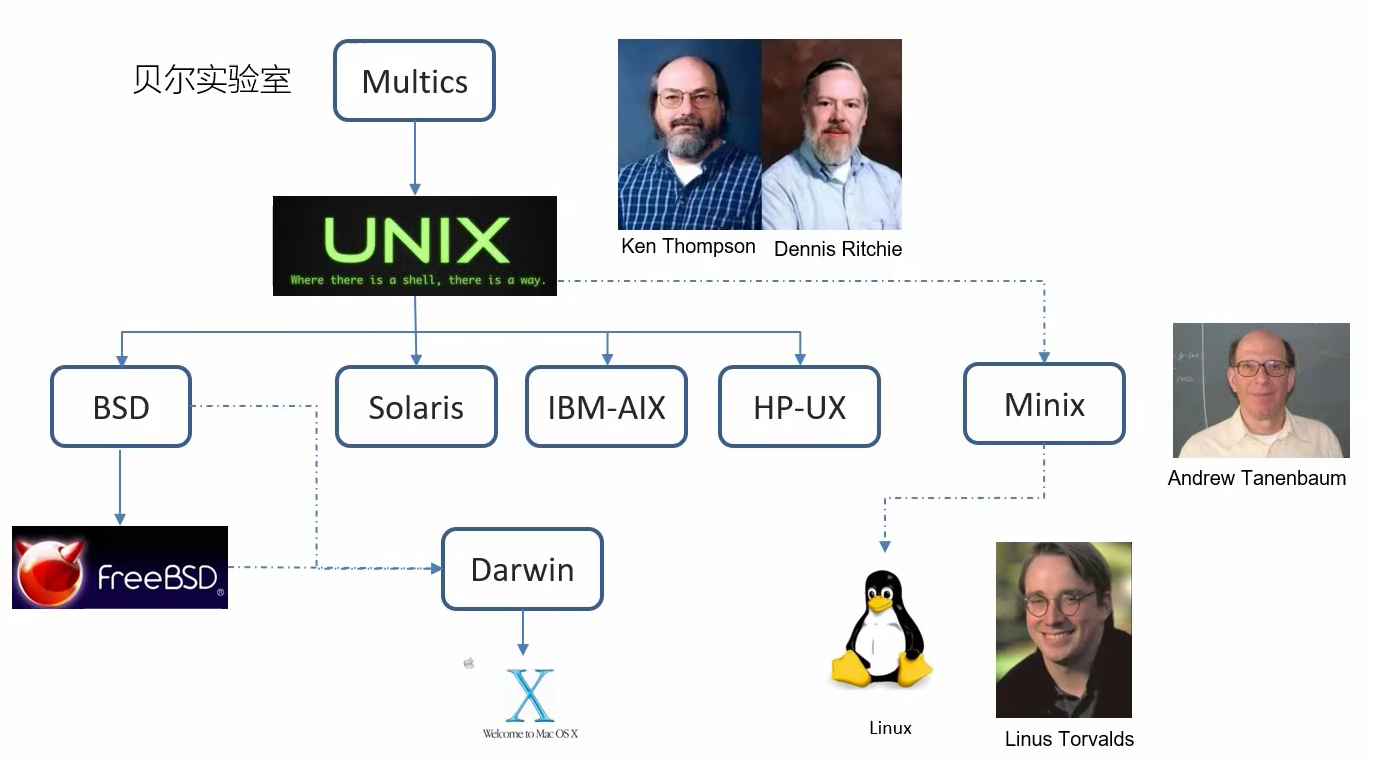 贝尔实验室
Multics
UNIX
Where there is a shell, there is a way.
Ken Thompson
Dennis Ritchie
BSD
Solaris
IBM-AIX
HP-UX
Minix
Andrew Tanenbaum
FreeBSD®
Darwin
X
Welcome to Mac OS X
Linux
Linus Torvalds